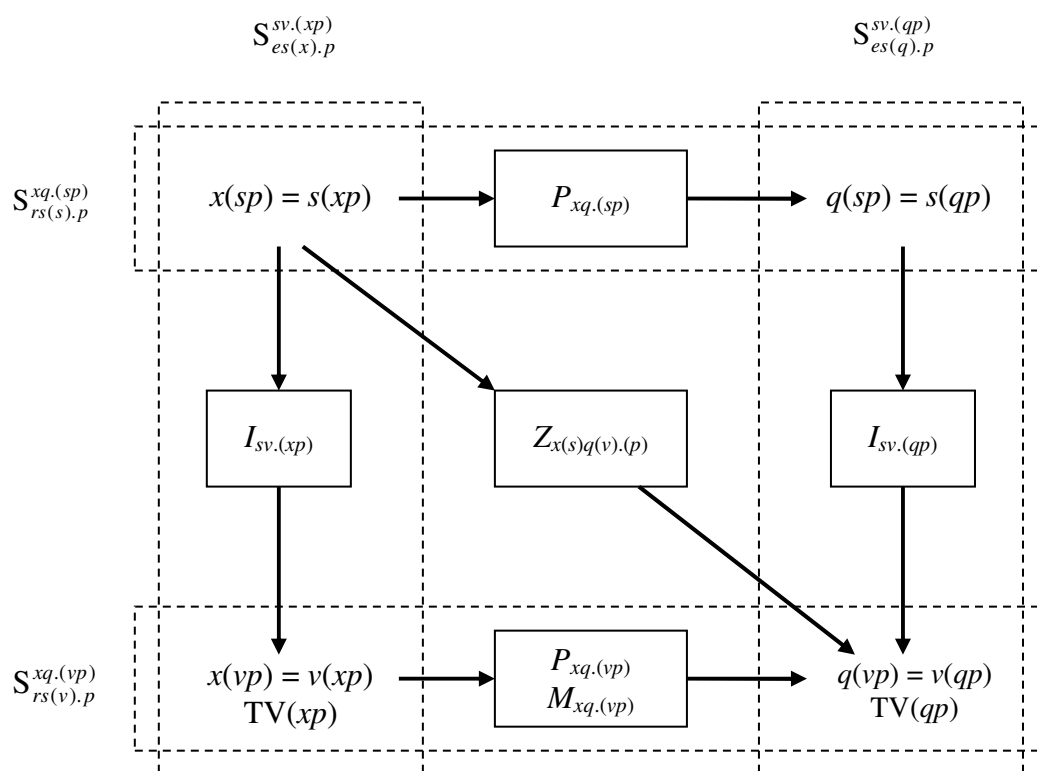 S^{sv.(xp)}_{es(x).p} S^{sv.(qp)}_{es(q).p}
S^{xq.(sp)}_{rs(s).p} x(sp) = s(xp) P_{xq.(sp)} q(sp) = s(qp)
I_{sv.(xp)} Z_{x(s)q(v).(p)} I_{sv.(qp)}
S^{xq.(vp)}_{rs(v).p} x(vp) = v(xp) P_{xq.(vp)} q(vp) = v(qp)
TV(xp) M_{xq.(vp)} TV(qp)